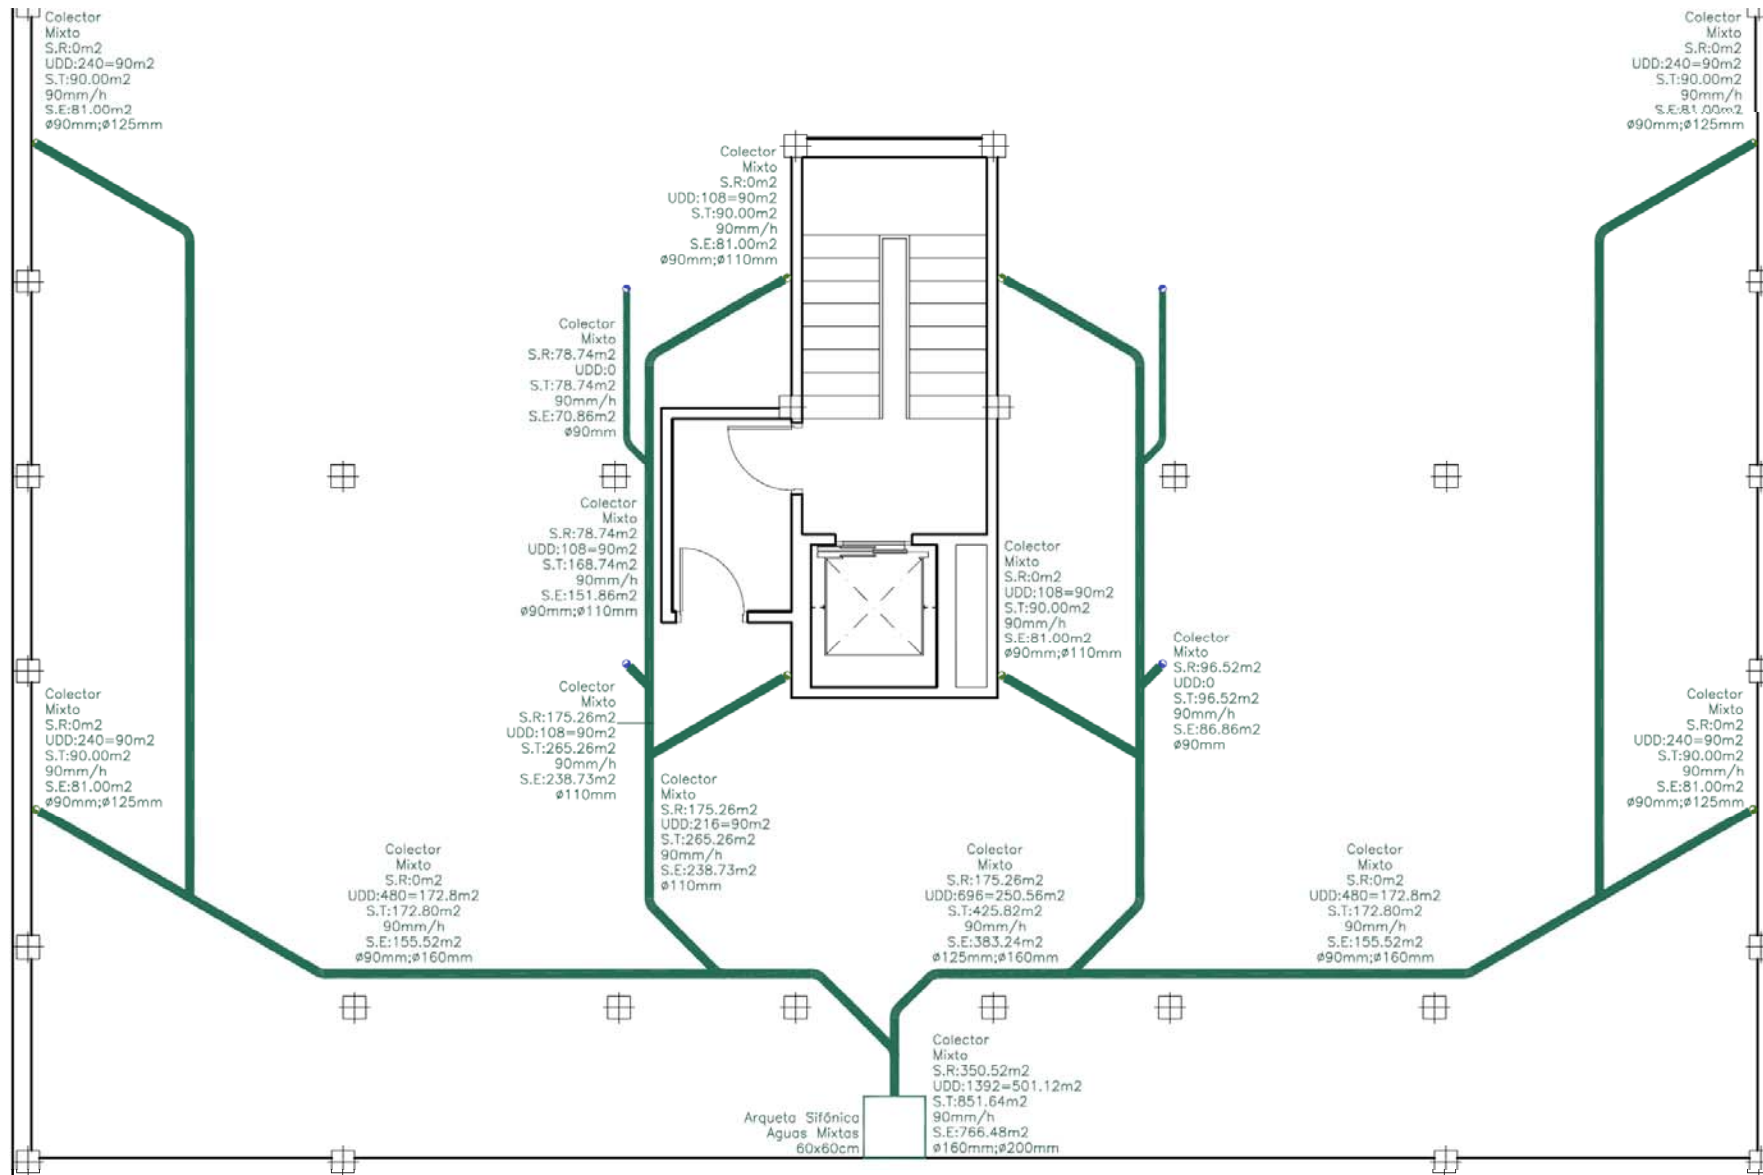 Colector
Mixto
S.R:0m2
UDD:240=90m2
S.T:90.00m2
90mm/h
S.E:81.00m2
ø90mm;ø125mm
Colector
Mixto
S.R:0m2
UDD:240=90m2
S.T:90.00m2
90mm/h
S.E:81.00m2
ø90mm;ø125mm
Colector
Mixto
S.R:0m2
UDD:108=90m2
S.T:90.00m2
90mm/h
S.E:81.00m2
ø90mm;ø110mm
Colector
Mixto
S.R:78.74m2
UDD:0
S.T:78.74m2
90mm/h
S.E:70.86m2
ø90mm
Colector
Mixto
S.R:78.74m2
UDD:108=90m2
S.T:168.74m2
90mm/h
S.E:151.86m2
ø90mm;ø110mm
Colector
Mixto
S.R:0m2
UDD:108=90m2
S.T:90.00m2
90mm/h
S.E:81.00m2
ø90mm;ø110mm
Colector
Mixto
S.R:96.52m2
UDD:0
S.T:96.52m2
90mm/h
S.E:86.86m2
ø90mm
Colector
Mixto
S.R:0m2
UDD:240=90m2
S.T:90.00m2
90mm/h
S.E:81.00m2
ø90mm;ø125mm
Colector
Mixto
S.R:175.26m2
UDD:108=90m2
S.T:265.26m2
90mm/h
S.E:238.73m2
ø110mm
Colector
Mixto
S.R:0m2
UDD:240=90m2
S.T:90.00m2
90mm/h
S.E:81.00m2
ø90mm;ø125mm
Colector
Mixto
S.R:175.26m2
UDD:216=90m2
S.T:265.26m2
90mm/h
S.E:238.73m2
ø110mm
Colector
Mixto
S.R:0m2
UDD:480=172.8m2
S.T:172.80m2
90mm/h
S.E:155.52m2
ø90mm;ø160mm
Colector
Mixto
S.R:175.26m2
UDD:696=250.56m2
S.T:425.82m2
90mm/h
S.E:383.24m2
ø125mm;ø160mm
Colector
Mixto
S.R:0m2
UDD:480=172.8m2
S.T:172.80m2
90mm/h
S.E:155.52m2
ø90mm;ø160mm
Colector
Mixto
S.R:350.52m2
UDD:1392=501.12m2
S.T:851.64m2
90mm/h
S.E:766.48m2
ø160mm;ø200mm
Arqueta Sifónica
Aguas Mixtas
60x60cm